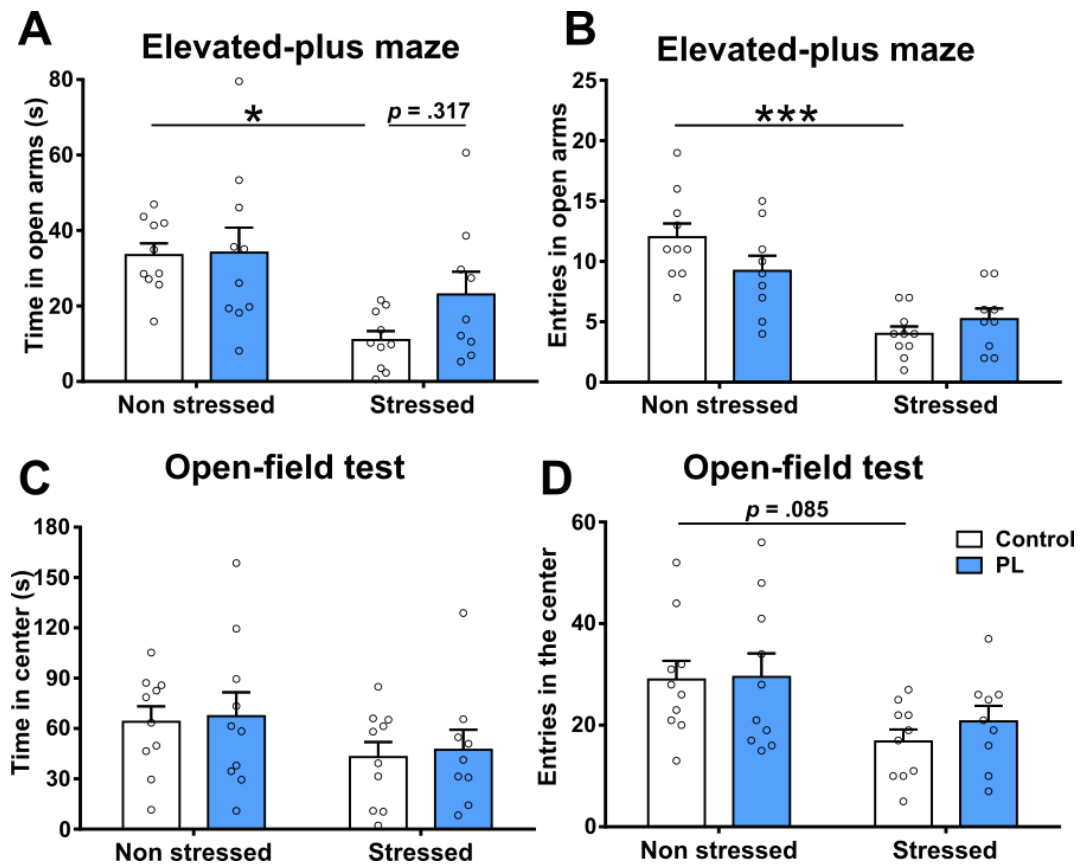 A
Elevated-plus maze
Time in open arms (s)
80
60
40
20
0
*
p = .317
Non stressed
Stressed
B
Elevated-plus maze
Entries in open arms
25
20
15
10
5
0
***
Non stressed
Stressed
C
Open-field test
Time in center (s)
180
150
120
90
60
30
0
Non stressed
Stressed
D
Open-field test
Entries in the center
60
40
20
0
p = .085
Control
PL
Non stressed
Stressed